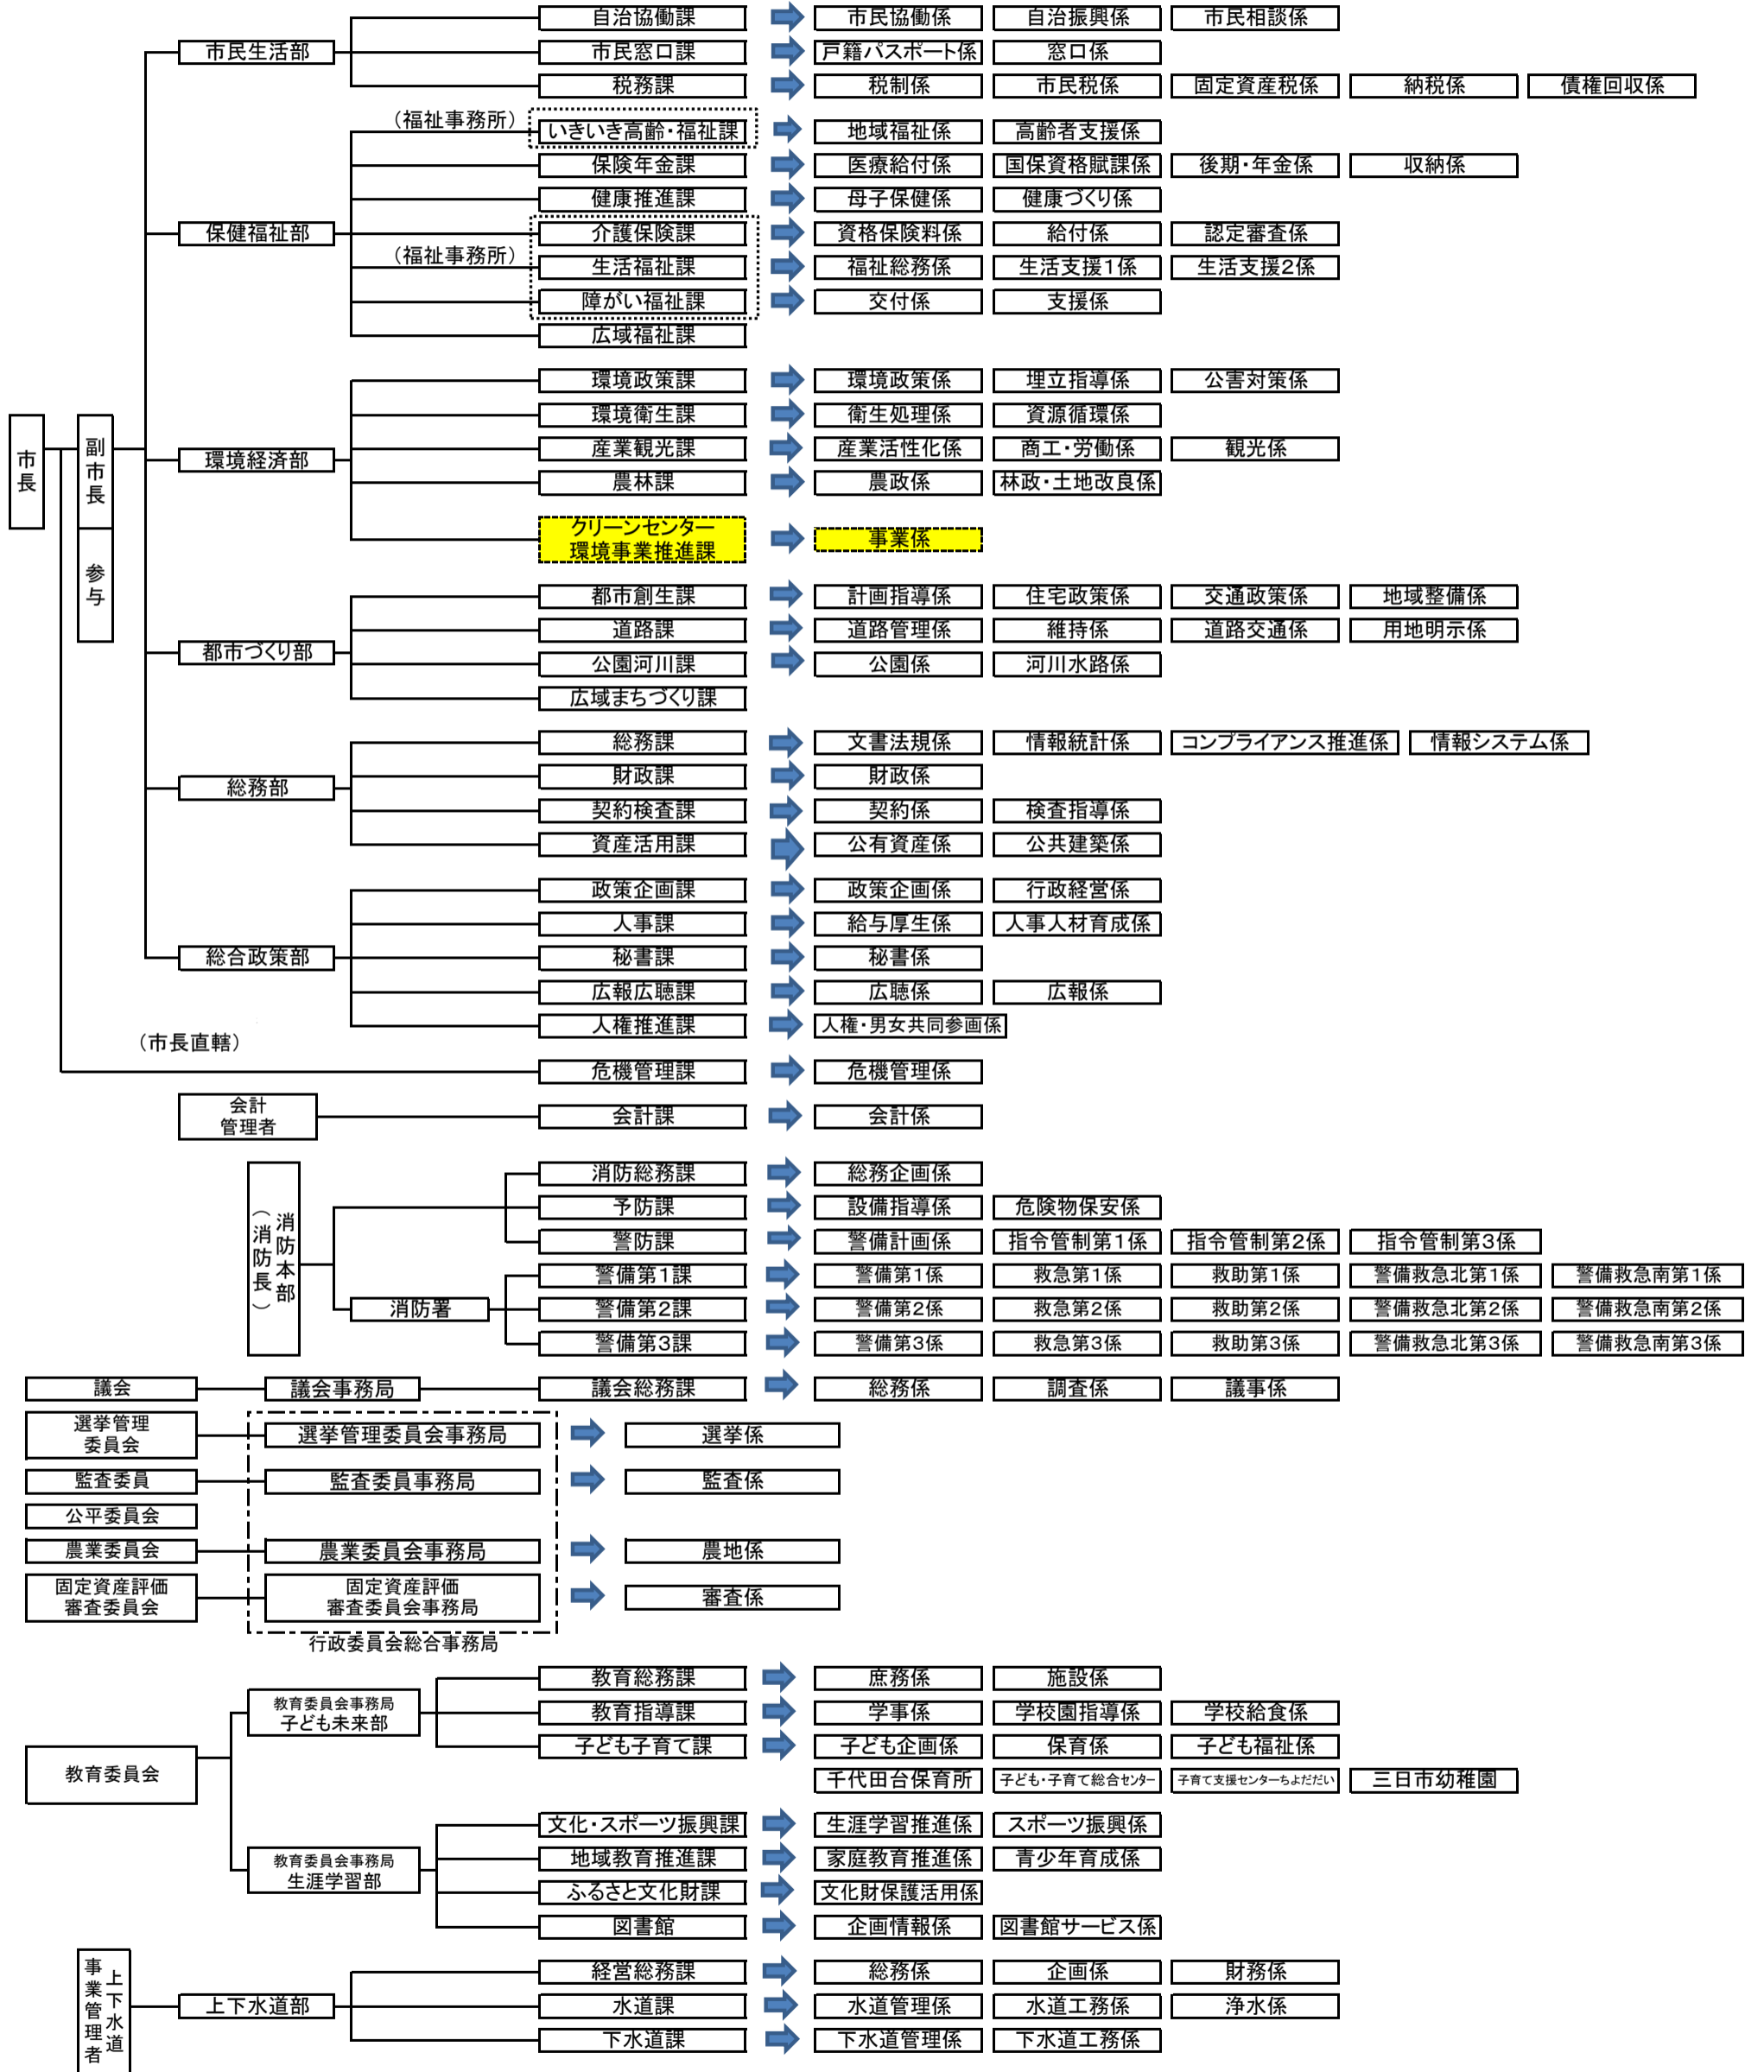 自治協働課 市民協働係 自治振興係 市民相談係
市民生活部 市民窓口課 戸籍パスポート係 窓口係
税務課 税制係 市民税係 固定資産税係 納税係 債権回収係
（福祉事務所） いきいき高齢・福祉課 地域福祉係 高齢者支援係
保険年金課 医療給付係 国保資格賦課係 後期・年金係 収納係
健康推進課 母子保健係 健康づくり係
保健福祉部 介護保険課 資格保険料係 給付係 認定審査係
（福祉事務所） 生活福祉課 福祉総務係 生活支援1係 生活支援2係
障がい福祉課 交付係 支援係
広域福祉課
環境政策課 環境政策係 埋立指導係 公害対策係
環境衛生課 衛生処理係 資源循環係
市長 副市長 環境経済部 産業観光課 産業活性化係 商工・労働係 観光係
農林課 農政係 林政・土地改良係
クリーンセンター
環境事業推進課 事業係
参与
都市創生課 計画指導係 住宅政策係 交通政策係 地域整備係
道路課 道路管理係 維持係 道路交通係 用地明示係
都市づくり部 公園河川課 公園係 河川水路係
広域まちづくり課
総務課 文書法規係 情報統計係 コンプライアンス推進係 情報システム係
財政課 財政係
総務部 契約検査課 契約係 検査指導係
資産活用課 公有資産係 公共建築係
政策企画課 政策企画係 行政経営係
人事課 給与厚生係 人事人材育成係
総合政策部 秘書課 秘書係
広報広聴課 広聴係 広報係
人権推進課 人権・男女共同参画係
（市長直轄）
危機管理課 危機管理係
会計
管理者 会計課 会計係
消防本部
（消防長）
消防総務課 総務企画係
予防課 設備指導係 危険物保安係
警防課 警備計画係 指令管制第1係 指令管制第2係 指令管制第3係
警備第1課 警備第1係 救急第1係 救助第1係 警備救急北第1係 警備救急南第1係
消防署 警備第2課 警備第2係 救急第2係 救助第2係 警備救急北第2係 警備救急南第2係
警備第3課 警備第3係 救急第3係 救助第3係 警備救急北第3係 警備救急南第3係
議会 議会事務局 議会総務課 総務係 調査係 議事係
選挙管理
委員会 選挙管理委員会事務局 選挙係
監査委員 監査委員事務局 監査係
公平委員会
農業委員会 農業委員会事務局 農地係
固定資産評価
審査委員会 固定資産評価
審査委員会事務局 審査係
行政委員会総合事務局
教育総務課 庶務係 施設係
教育委員会事務局
子ども未来部 教育指導課 学事係 学校園指導係 学校給食係
子ども子育て課 子ども企画係 保育係 子ども福祉係
教育委員会 千代田台保育所 子ども・子育て総合センター 子育て支援センターちよだだい 三日市幼稚園
文化・スポーツ振興課 生涯学習推進係 スポーツ振興係
教育委員会事務局
生涯学習部 地域教育推進課 家庭教育推進係 青少年育成係
ふるさと文化財課 文化財保護活用係
図書館 企画情報係 図書館サービス係
上下水道
事業管理者
経営総務課 総務係 企画係 財務係
上下水道部 水道課 水道管理係 水道工務係 浄水係
下水道課 下水道管理係 下水道工務係